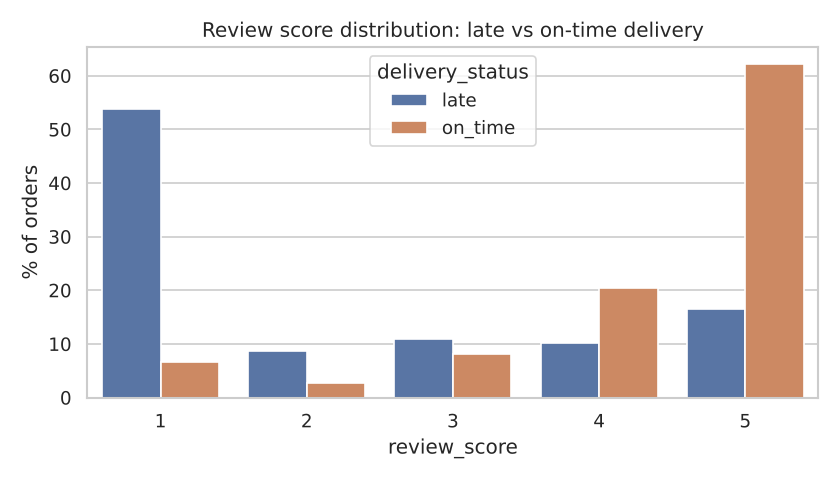 Review score distribution: late vs on-time delivery
delivery_status
late
on_time
60
50
40
30
20
10
0
% of orders
1 2 3 4 5
review_score